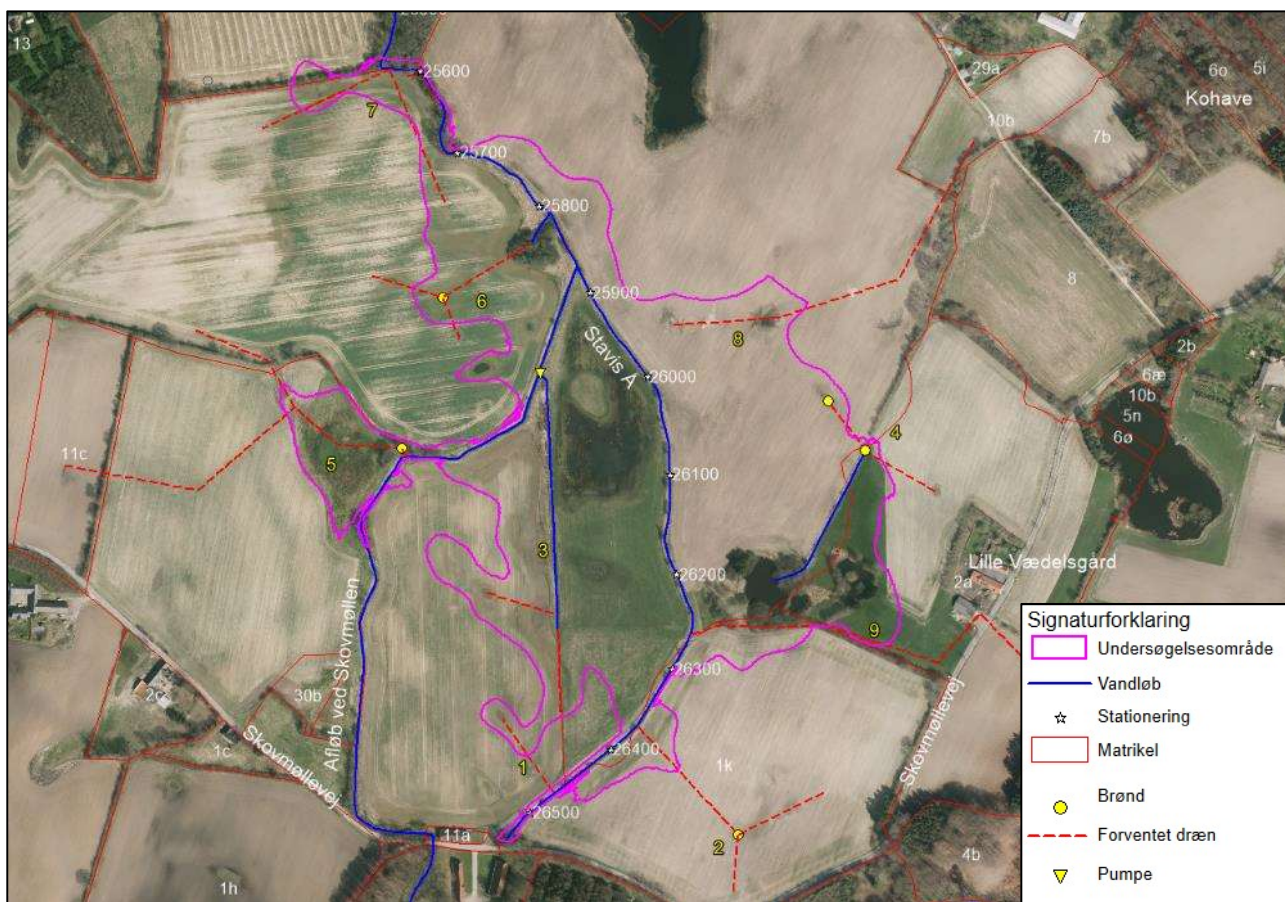 13
25600
29a
6o
5i
Kohave
10b
7b
7
25700
25800
8
25900
6
Stavis Å
8
2b
26000
6æ
10b
5n
6ø
4
11c
5
26100
3
Lille Vædelsgård
2a
26200
9
26300
Afløb ved Skovmøllen
30b
1c
Skovmøllevej
26400
1
1k
Skovmøllevej
26500
11a
2
4b
1h
Signaturforklaring
Undersøgelsesområde
Vandløb
Stationering
Matrikel
Brønd
Forventet dræn
Pumpe